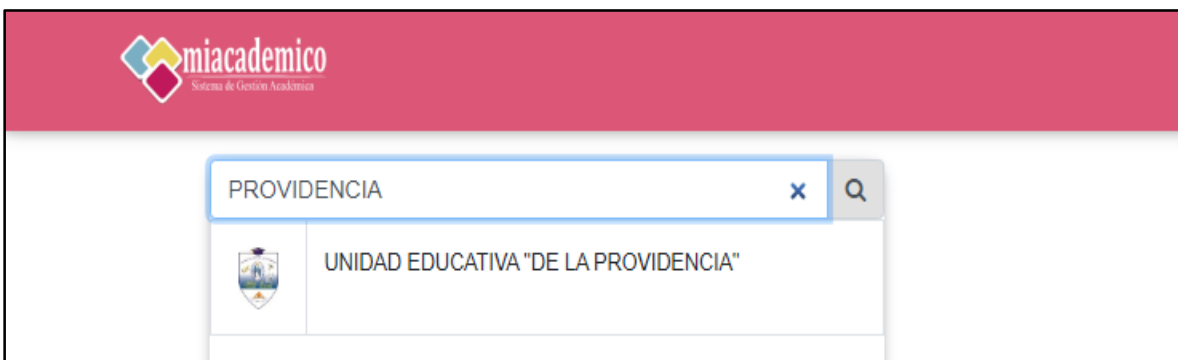 miacademico
Sistema de Gestión Académica
PROVIDENCIA
UNIDAD EDUCATIVA "DE LA PROVIDENCIA"